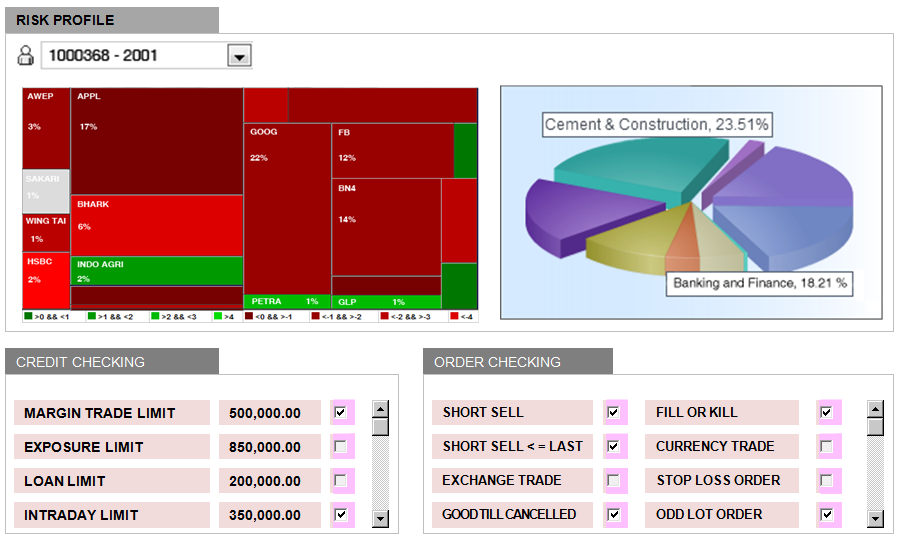 RISK PROFILE
1000368 - 2001
AWEP
3%
APPL
17%
GOOG
22%
FB
12%
SAKARI
1%
BN4
14%
BHARK
6%
WING TAI
1%
HSBC
2%
INDO AGRI
2%
PETRA 1%
GLP 1%
>0 && <1
>1 && <2
>2 && <3
>4
<0 && >-1
<-1 && >-2
<-2 && >-3
<-4
Cement & Construction, 23.51%
Banking and Finance, 18.21 %
CREDIT CHECKING
MARGIN TRADE LIMIT 500,000.00
EXPOSURE LIMIT 850,000.00
LOAN LIMIT 200,000.00
INTRADAY LIMIT 350,000.00
ORDER CHECKING
SHORT SELL FILL OR KILL
SHORT SELL < = LAST CURRENCY TRADE
EXCHANGE TRADE STOP LOSS ORDER
GOOD TILL CANCELLED ODD LOT ORDER